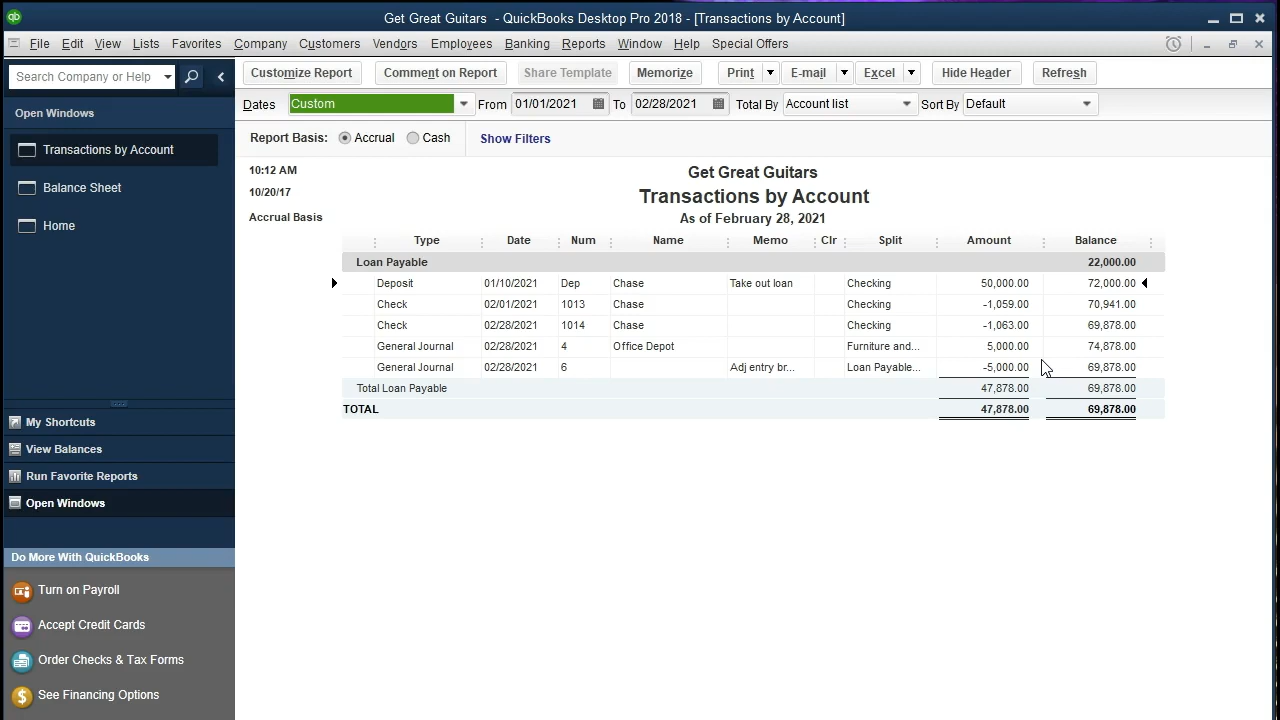 Get Great Guitars - QuickBooks Desktop Pro 2018 - [Transactions by Account]
File Edit View Lists Favorites Company Customers Vendors Employees Banking Reports Window Help Special Offers
Search Company or Help
Customize Report Comment on Report Share Template Memorize Print E-mail Excel Hide Header Refresh
Dates Custom From 01/01/2021 To 02/28/2021 Total By Account list Sort By Default
Open Windows
Report Basis: Accrual Cash Show Filters
Transactions by Account
Balance Sheet
Home
10:12 AM
10/20/17
Accrual Basis
Get Great Guitars
Transactions by Account
As of February 28, 2021
Type Date Num Name Memo Clr Split Amount Balance
Loan Payable 22,000.00
Deposit 01/10/2021 Dep Chase Take out loan Checking 50,000.00 72,000.00
Check 02/01/2021 1013 Chase Checking -1,059.00 70,941.00
Check 02/28/2021 1014 Chase Checking -1,063.00 69,878.00
General Journal 02/28/2021 4 Office Depot Furniture and... 5,000.00 74,878.00
General Journal 02/28/2021 6 Adj entry br... Loan Payable... -5,000.00 69,878.00
Total Loan Payable 47,878.00 69,878.00
TOTAL 47,878.00 69,878.00
My Shortcuts
View Balances
Run Favorite Reports
Open Windows
Do More With QuickBooks
Turn on Payroll
Accept Credit Cards
Order Checks & Tax Forms
See Financing Options